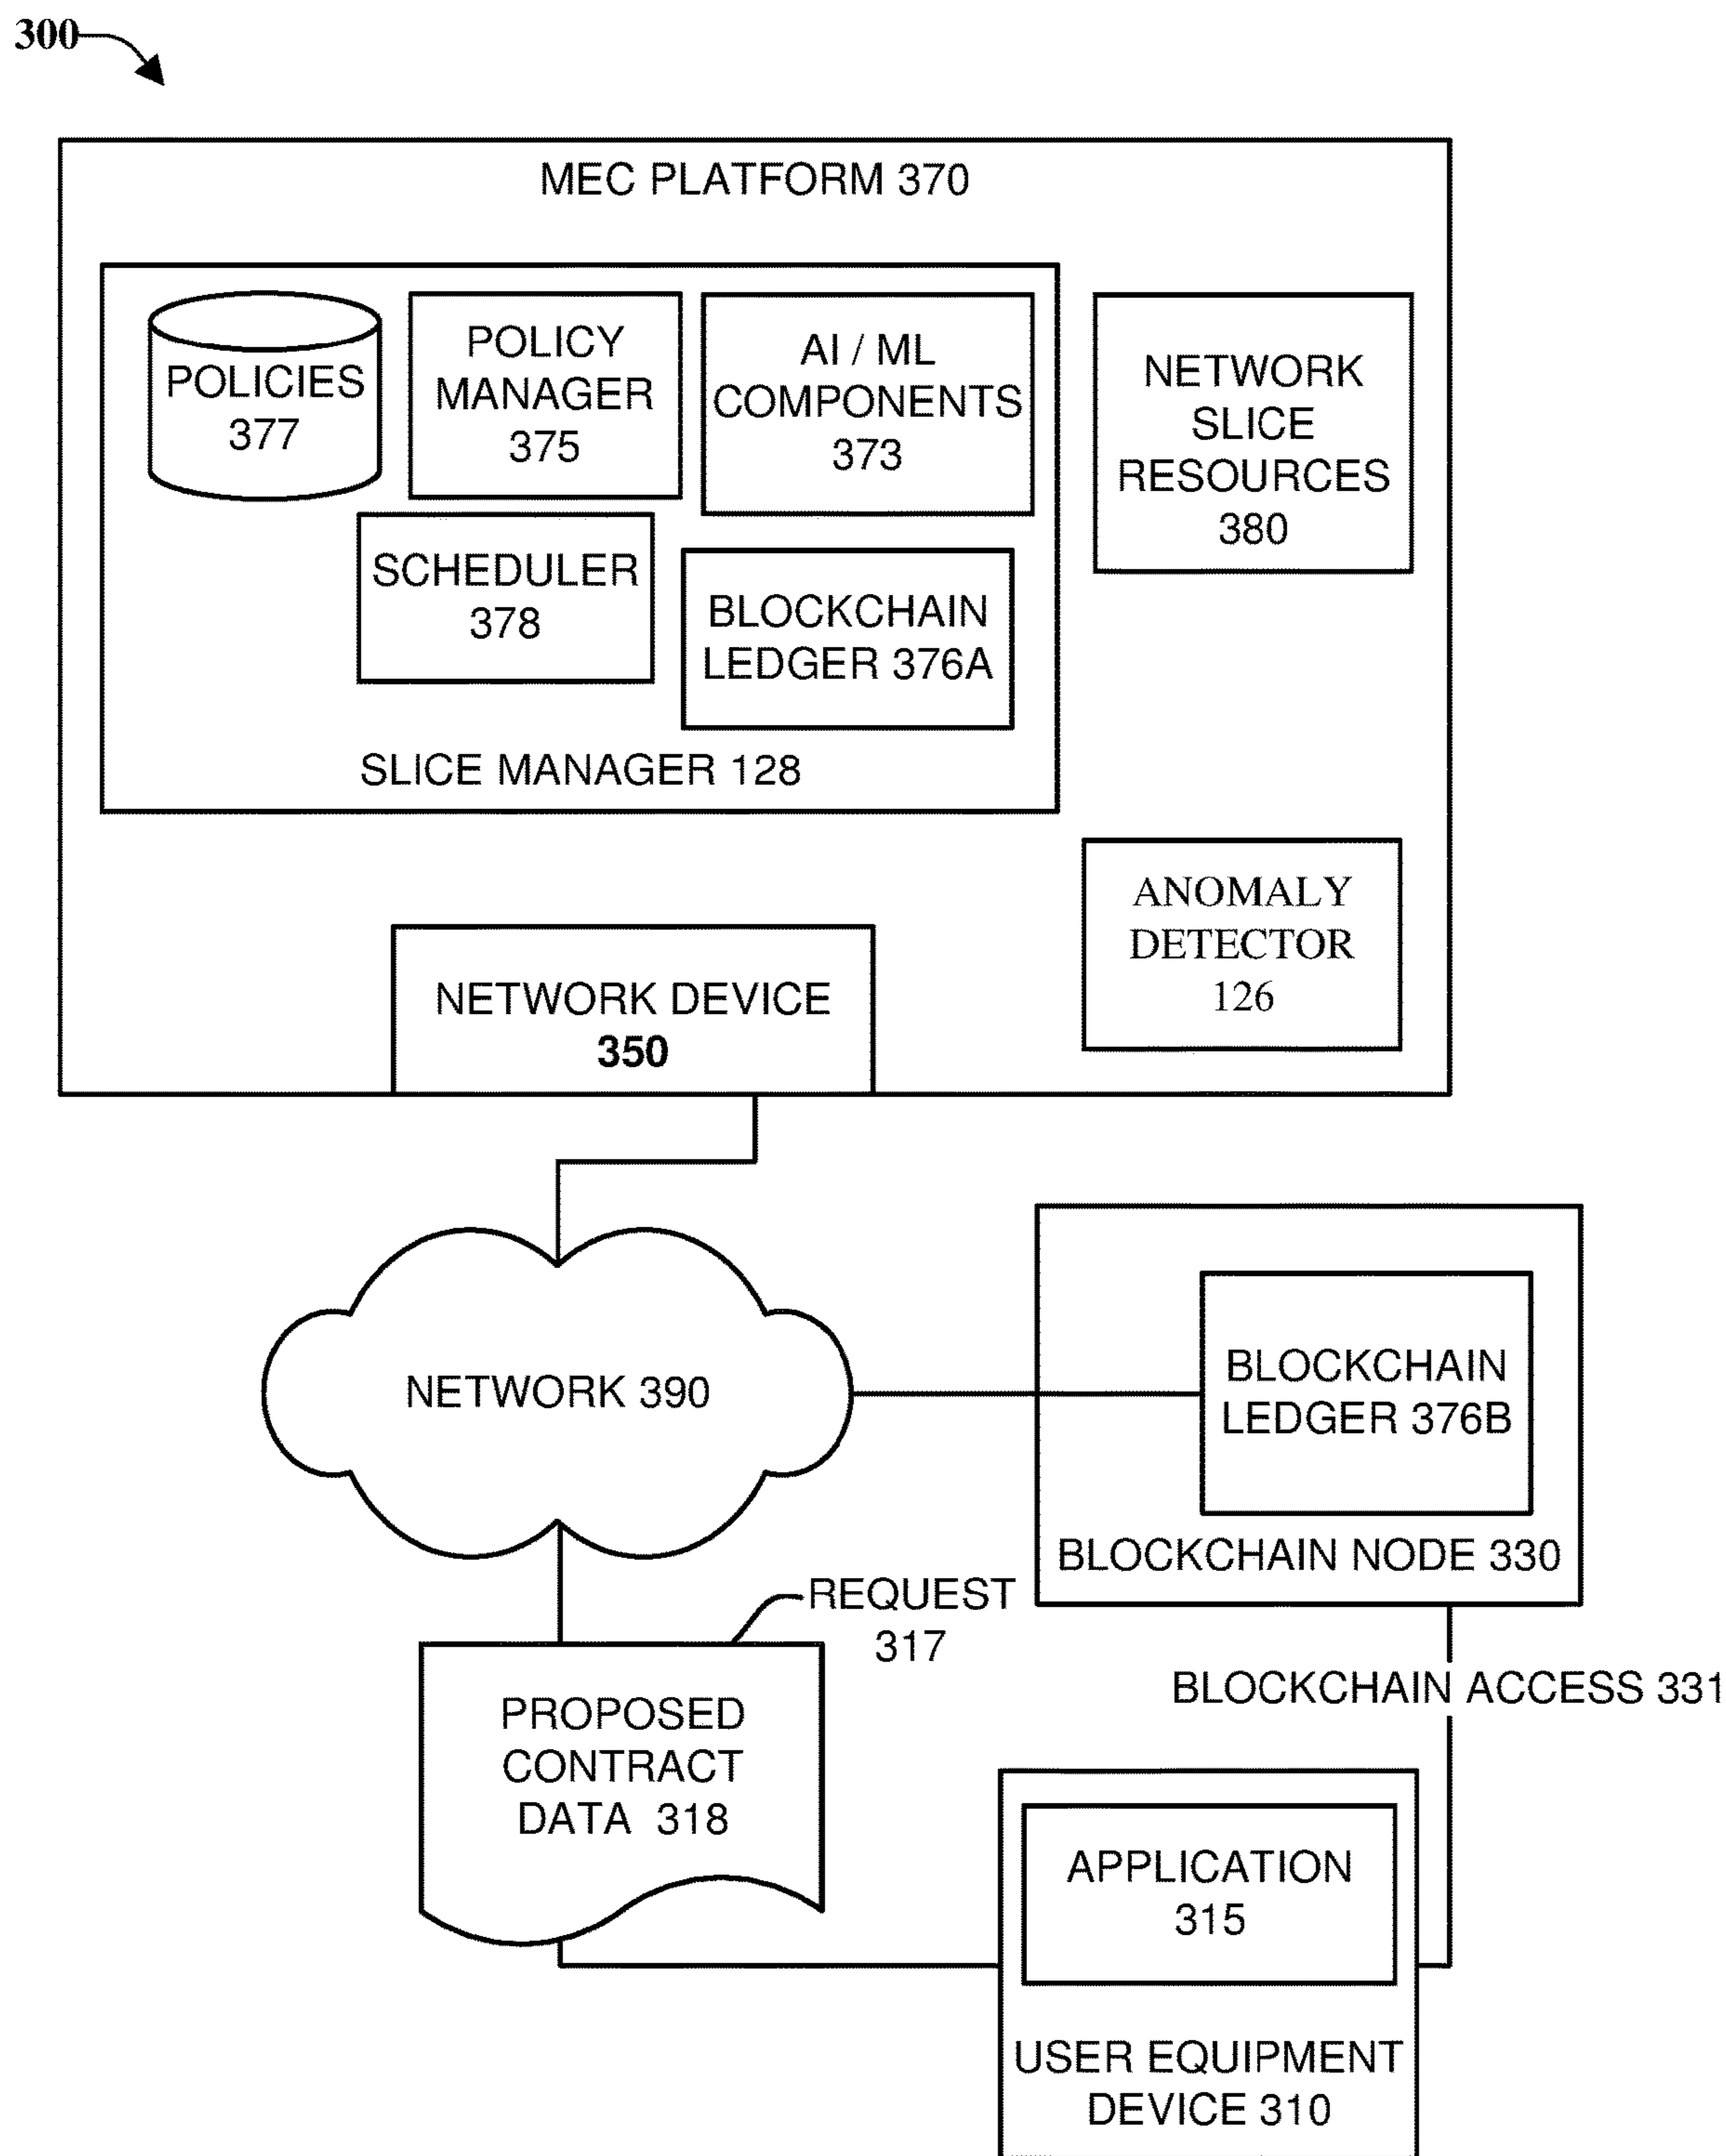 300
MEC PLATFORM 370
POLICIES
377
POLICY
MANAGER
375
AI / ML
COMPONENTS
373
NETWORK
SLICE
RESOURCES
380
SCHEDULER
378
BLOCKCHAIN
LEDGER 376A
SLICE MANAGER 128
ANOMALY
DETECTOR
126
NETWORK DEVICE
350
NETWORK 390
BLOCKCHAIN
LEDGER 376B
BLOCKCHAIN NODE 330
REQUEST
317
BLOCKCHAIN ACCESS 331
PROPOSED
CONTRACT
DATA 318
APPLICATION
315
USER EQUIPMENT
DEVICE 310